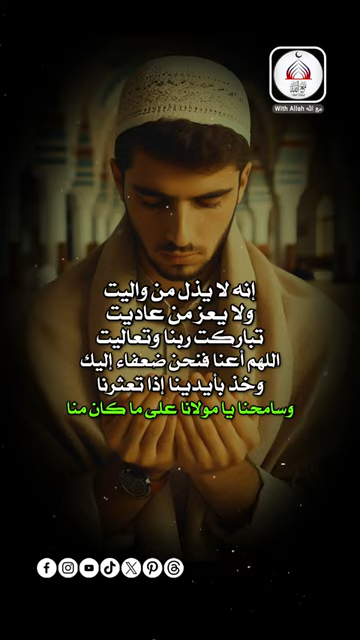 With Allah مع الله
إنه لا يذل من واليت
ولا يعز من عاديت
تباركت ربنا وتعاليت
اللهم أعنا فنحن ضعفاء إليك
وخذ بأيدينا إذا تعثرنا
وسامحنا يا مولانا على ما كان منا